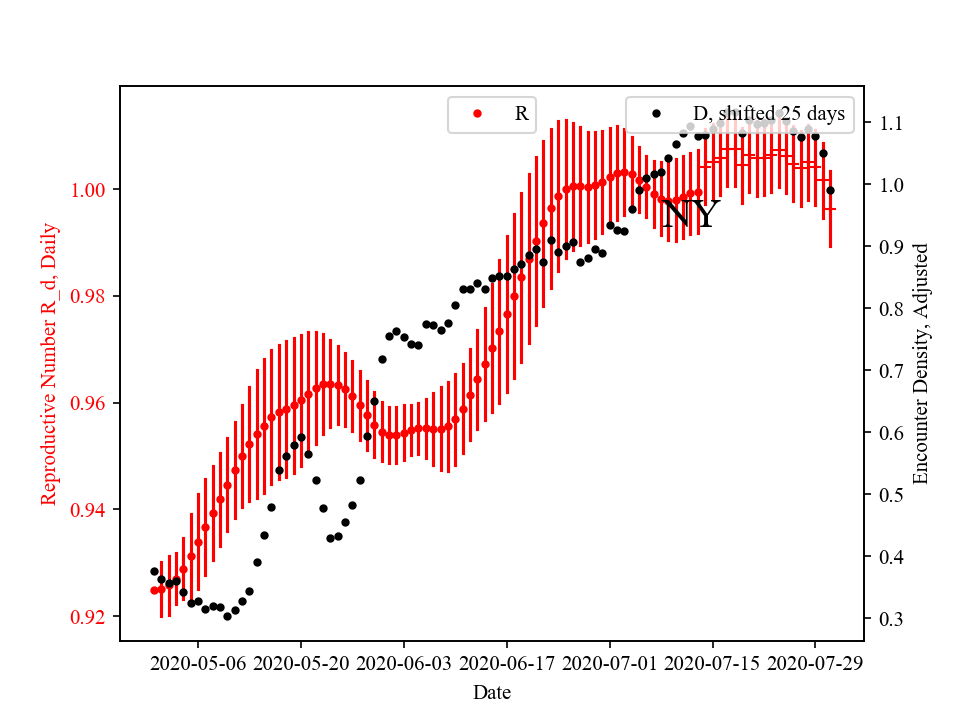 R
D, shifted 25 days
NY
Reproductive Number R_d, Daily
1.00
0.98
0.96
0.94
0.92
1.1
1.0
0.9
0.8
0.7
0.6
0.5
0.4
0.3
Encounter Density, Adjusted
2020-05-06 2020-05-20 2020-06-03 2020-06-17 2020-07-01 2020-07-15 2020-07-29
Date